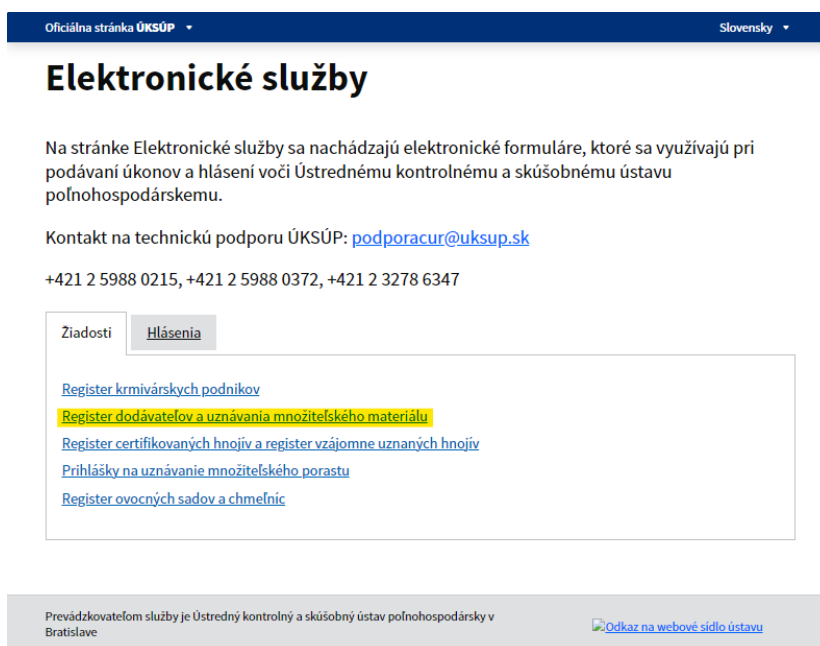 Oficiálna stránka ÚKSÚP
Slovensky
Elektronické služby
Na stránke Elektronické služby sa nachádzajú elektronické formuláre, ktoré sa využívajú pri
podávaní úkonov a hlásení voči Ústrednému kontrolnému a skúšobnému ústavu
poľnohospodárskemu.
Kontakt na technickú podporu ÚKSÚP: podporacur@uksup.sk
+421 2 5988 0215, +421 2 5988 0372, +421 2 3278 6347
Žiadosti
Hlásenia
Register krmivárskych podnikov
Register dodávateľov a uznávania množiteľského materiálu
Register certifikovaných hnojív a register vzájomne uznaných hnojív
Prihlášky na uznávanie množiteľského porastu
Register ovocných sadov a chmeľníc
Prevádzkovateľom služby je Ústredný kontrolný a skúšobný ústav poľnohospodársky v
Bratislave
Odkaz na webové sídlo ústavu